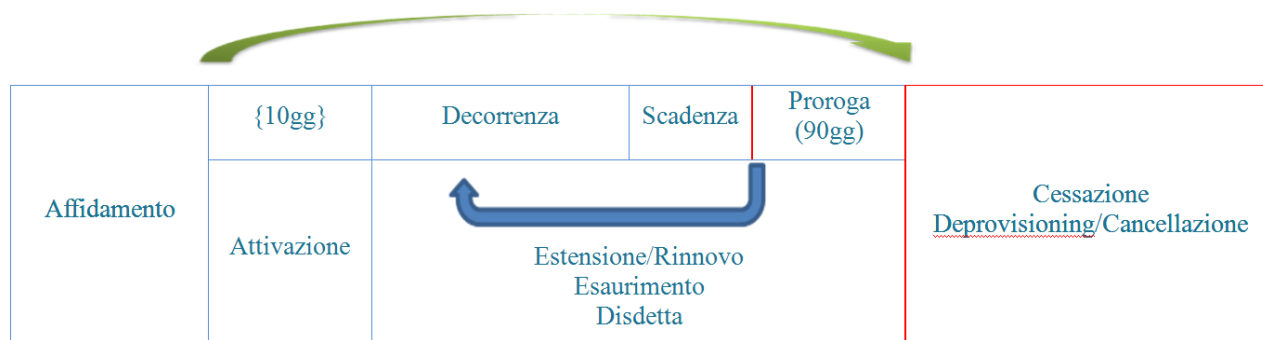 Affidamento
{10gg}
Attivazione
Decorrenza
Scadenza
Proroga
(90gg)
Estensione/Rinnovo
Esaurimento
Disdetta
Cessazione
Deprovisioning/Cancellazione